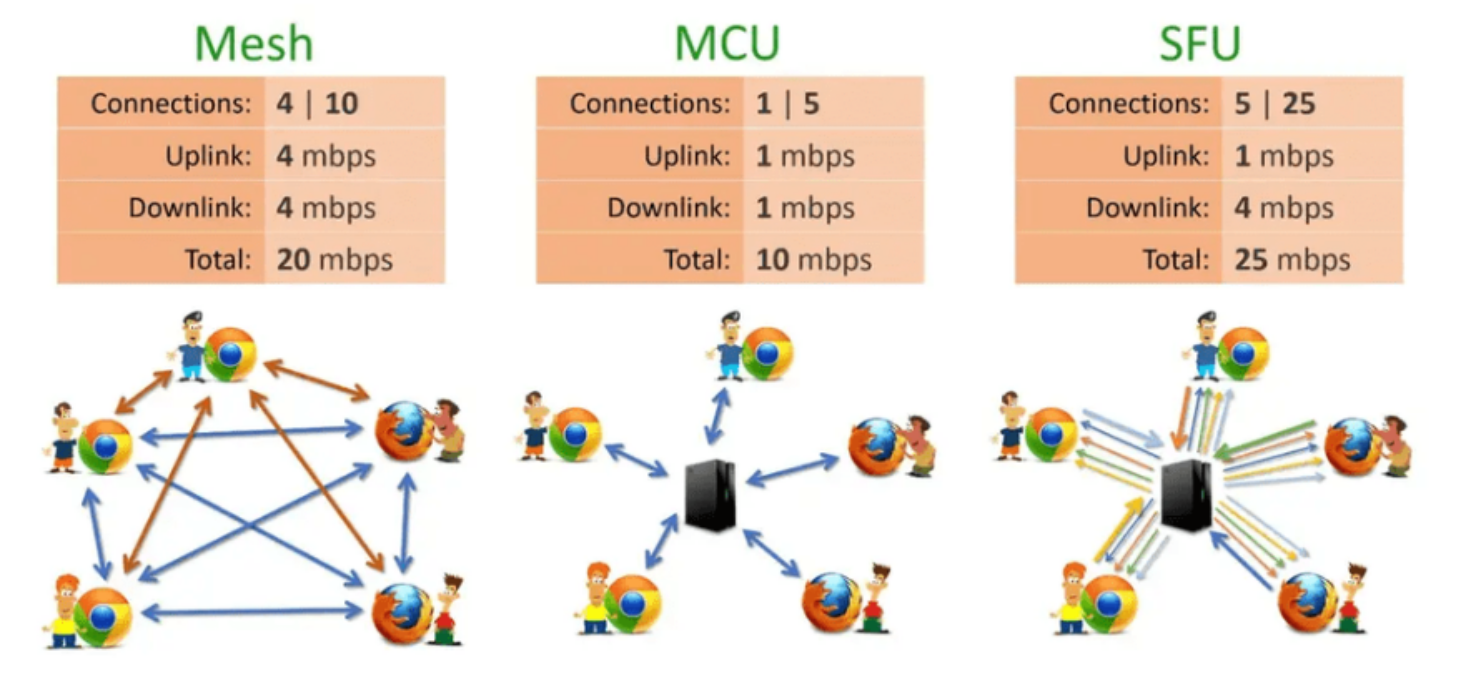 Mesh
Connections: 4 | 10
Uplink: 4 mbps
Downlink: 4 mbps
Total: 20 mbps
MCU
Connections: 1 | 5
Uplink: 1 mbps
Downlink: 1 mbps
Total: 10 mbps
SFU
Connections: 5 | 25
Uplink: 1 mbps
Downlink: 4 mbps
Total: 25 mbps